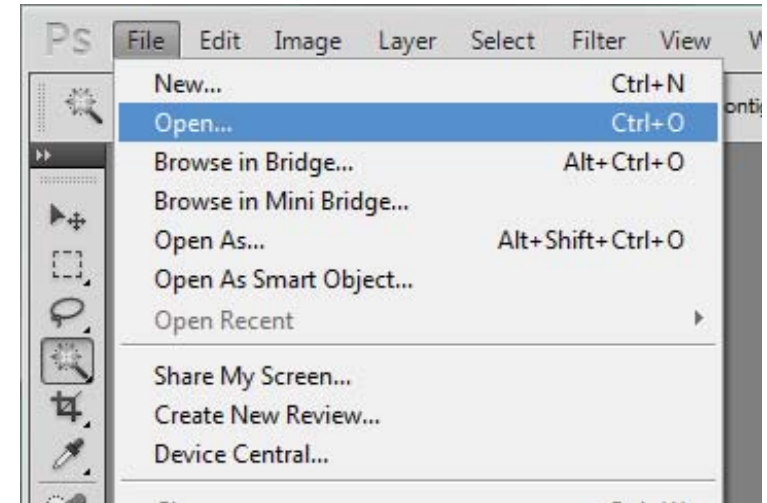 Ps File Edit Image Layer Select Filter View
New... Ctrl+N
Open... Ctrl+O
Browse in Bridge... Alt+Ctrl+O
Browse in Mini Bridge...
Open As... Alt+Shift+Ctrl+O
Open As Smart Object...
Open Recent
Share My Screen...
Create New Review...
Device Central...